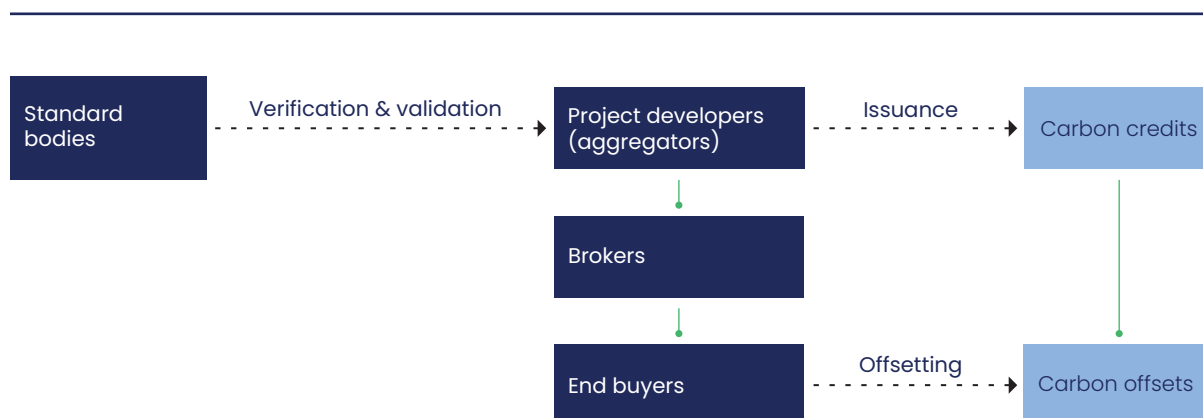 Standard
bodies
Verification & validation
Project developers
(aggregators)
Issuance
Carbon credits
Brokers
End buyers
Offsetting
Carbon offsets